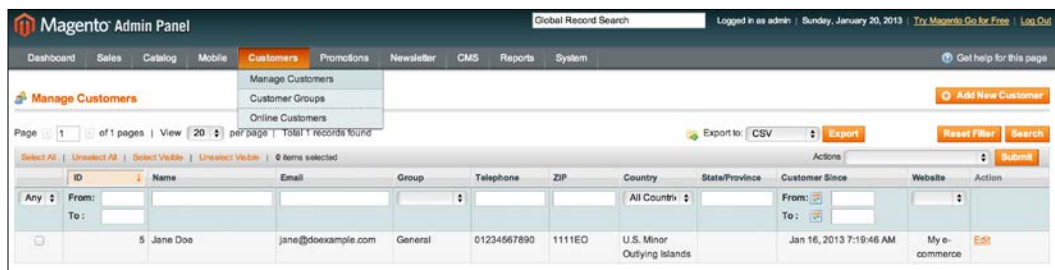 Magento Admin Panel
Global Record Search
Logged in as admin | Sunday, January 20, 2013 | Try Magento Go for Free | Log Out
Dashboard Sales Catalog Mobile Customers Promotions Newsletter CMS Reports System Get help for this page
Manage Customers
Customer Groups
Online Customers
Manage Customers
Add New Customer
Page 1 of 1 pages | View 20 per page | Total 1 records found
Export to: CSV Export Reset Filter Search
Select All | Unselect All | Select Visible | Unselect Visible | 0 items selected
Actions Submit
ID Name Email Group Telephone ZIP Country State/Province Customer Since Website Action
Any From: All Countri From:
To : To :
5 Jane Doe jane@doexample.com General 01234567890 1111EO U.S. Minor Jan 16, 2013 7:19:46 AM My e- Edit
Outlying Islands commerce